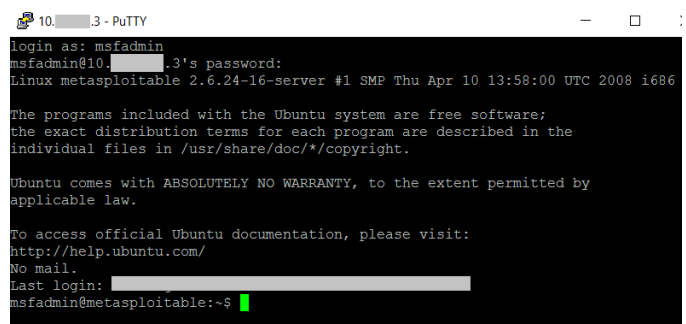 10. .3 - PuTTY
login as: msfadmin
msfadmin@10. .3's password:
Linux metasploitable 2.6.24-16-server #1 SMP Thu Apr 10 13:58:00 UTC 2008 i686
The programs included with the Ubuntu system are free software;
the exact distribution terms for each program are described in the
individual files in /usr/share/doc/*/copyright.
Ubuntu comes with ABSOLUTELY NO WARRANTY, to the extent permitted by
applicable law.
To access official Ubuntu documentation, please visit:
http://help.ubuntu.com/
No mail.
Last login:
msfadmin@metasploitable:~$